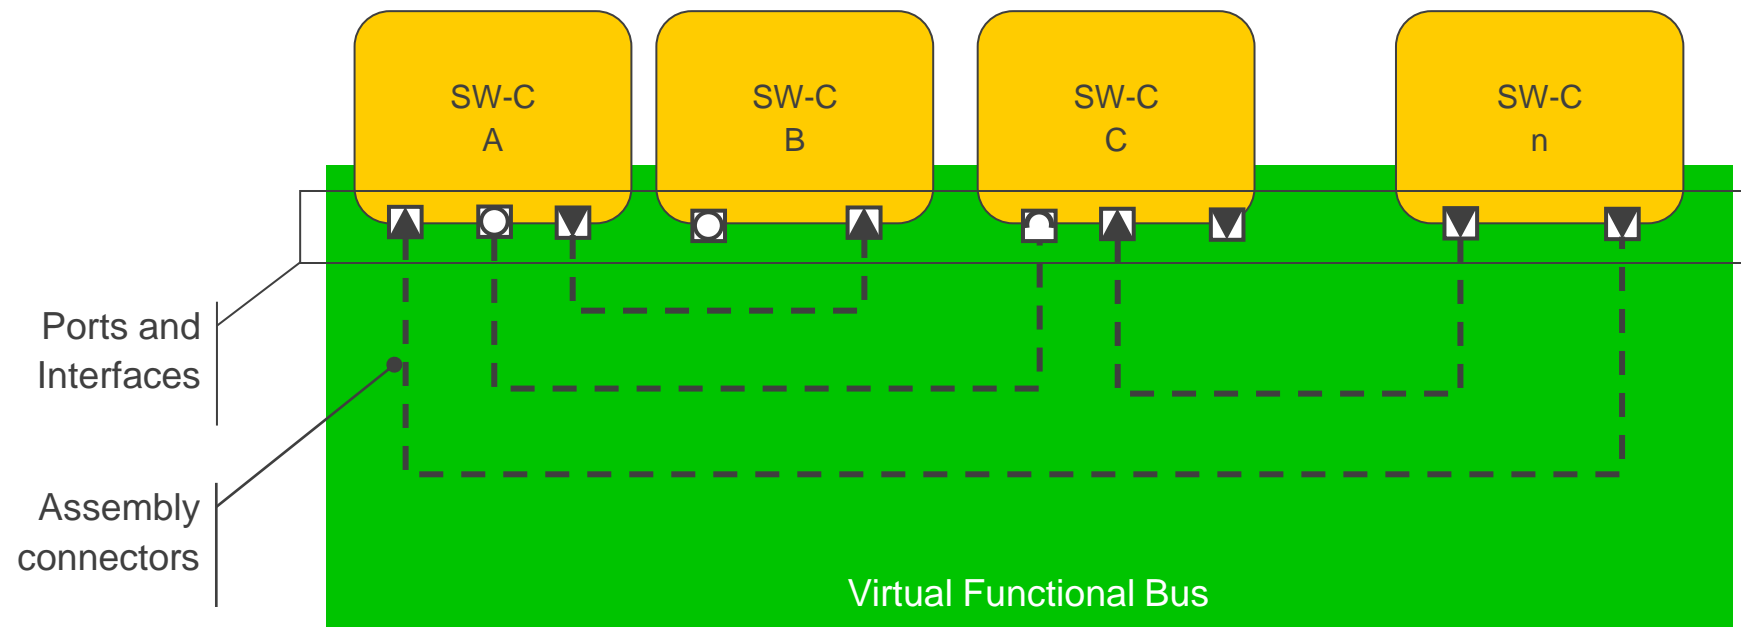 SW-C
A
SW-C
B
SW-C
C
SW-C
n
Ports and
Interfaces
Assembly
connectors
Virtual Functional Bus